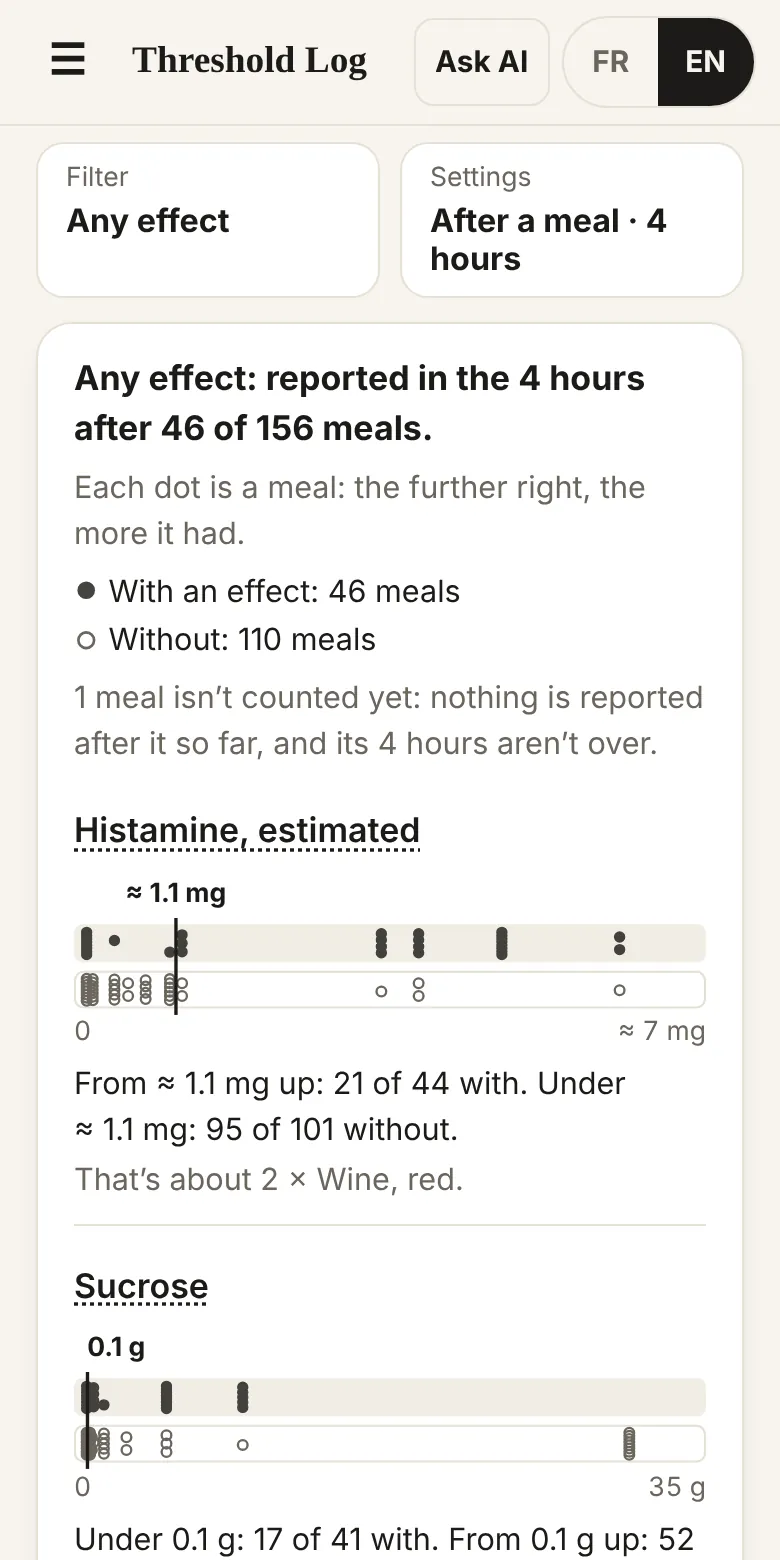 ☰ Threshold Log Ask AI FR EN
Filter
Any effect
Settings
After a meal · 4
hours
Any effect: reported in the 4 hours
after 46 of 156 meals.
Each dot is a meal: the further right, the
more it had.
With an effect: 46 meals
Without: 110 meals
1 meal isn’t counted yet: nothing is reported
after it so far, and its 4 hours aren’t over.
Histamine, estimated
≈ 1.1 mg
0 ≈ 7 mg
From ≈ 1.1 mg up: 21 of 44 with. Under
≈ 1.1 mg: 95 of 101 without.
That’s about 2 × Wine, red.
Sucrose
0.1 g
0 35 g
Under 0.1 g: 17 of 41 with. From 0.1 g up: 52